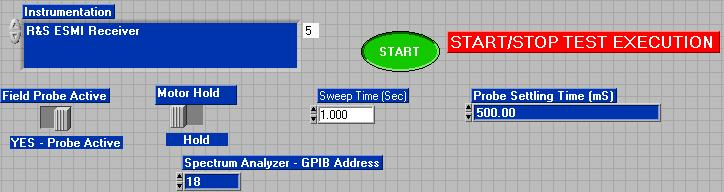 Instrumentation
R&S ESMI Receiver
5
START
START/STOP TEST EXECUTION
Field Probe Active
Motor Hold
Sweep Time (Sec)
Probe Settling Time (mS)
1.000
500.00
YES - Probe Active
Hold
Spectrum Analyzer - GPIB Address
18